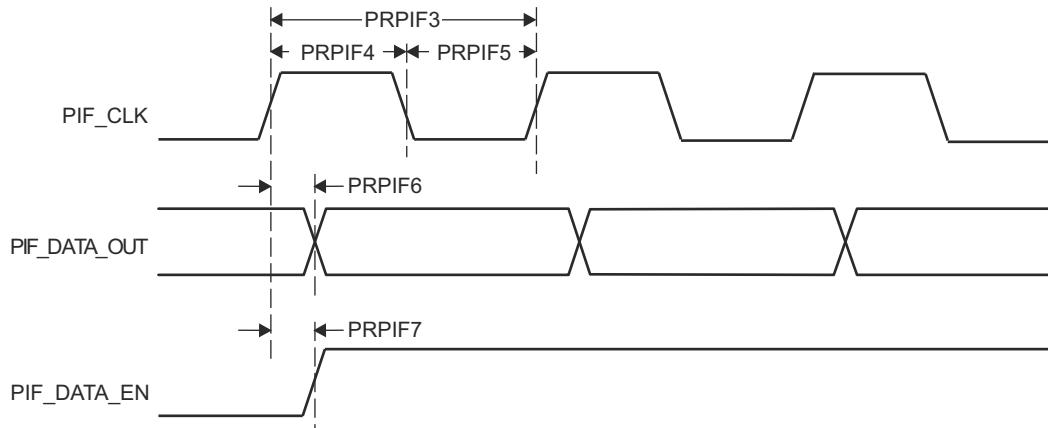 PRPIF3
PRPIF4 PRPIF5
PIF_CLK
PRPIF6
PIF_DATA_OUT
PRPIF7
PIF_DATA_EN